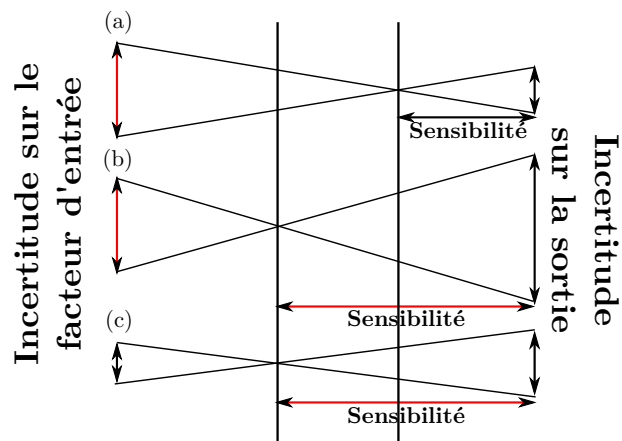 (a)
Incertitude sur le
facteur d'entrée
Sensibilité
(b)
Incertitude
sur la sortie
Sensibilité
(c)
Sensibilité